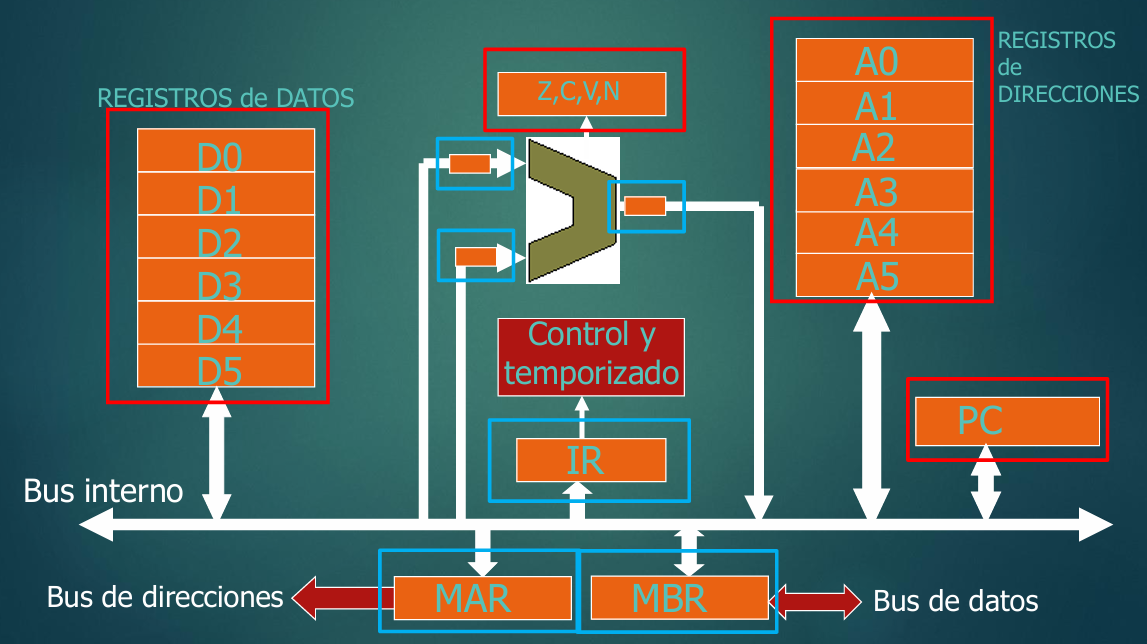 REGISTROS de DATOS
D0
D1
D2
D3
D4
D5
Z,C,V,N
Control y
temporizado
IR
A0
A1
A2
A3
A4
A5
REGISTROS
de
DIRECCIONES
PC
Bus interno
Bus de direcciones
MAR
MBR
Bus de datos